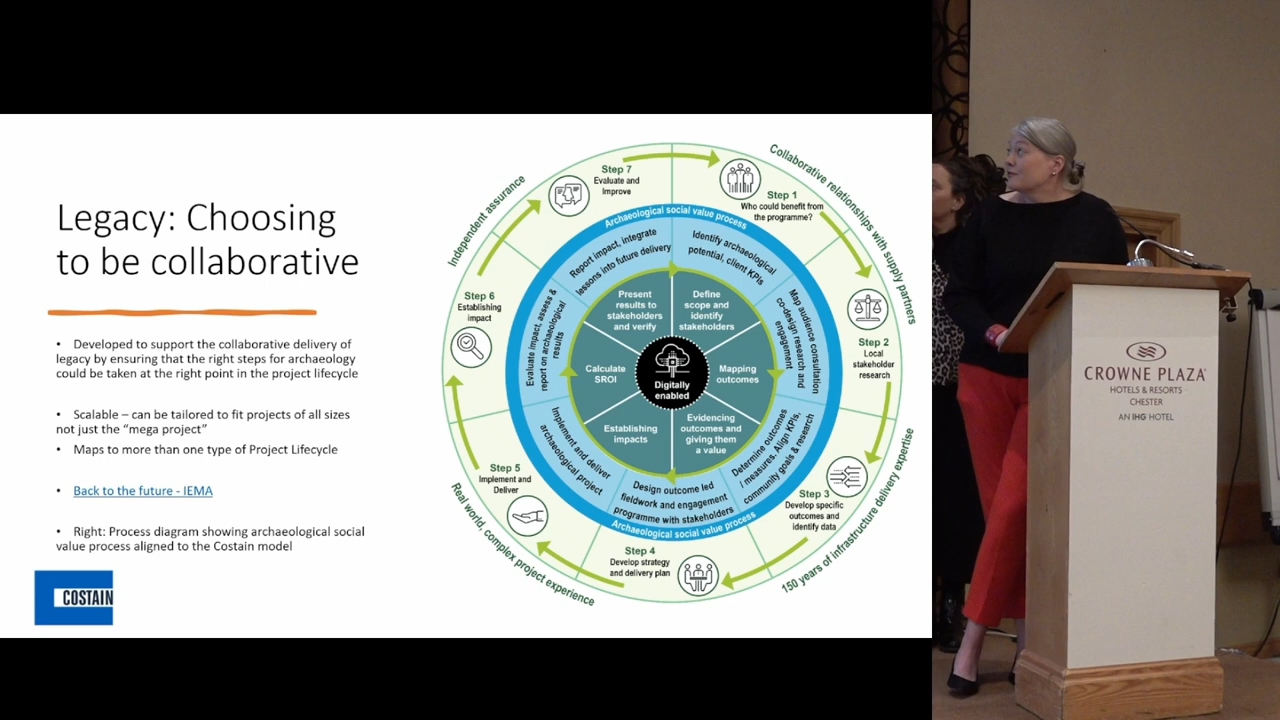 Legacy: Choosing
to be collaborative
• Developed to support the collaborative delivery of
legacy by ensuring that the right steps for archaeology
could be taken at the right point in the project lifecycle
• Scalable – can be tailored to fit projects of all sizes
not just the “mega project”
• Maps to more than one type of Project Lifecycle
• Back to the future - IEMA
• Right: Process diagram showing archaeological social
value process aligned to the Costain model
COSTAIN
Collaborative relationships with supply partners
150 years of infrastructure delivery expertise
Real world, complex project experience
Independent assurance
Step 1
Who could benefit from
the programme?
Step 2
Local
stakeholder
research
Step 3
Develop specific
outcomes and
identify data
Step 4
Develop strategy
and delivery plan
Step 5
Implement and
Deliver
Step 6
Establishing
impact
Step 7
Evaluate and
Improve
Archaeological social value process
Identify archaeological
potential, client KPIs
Map audience consultation
co-design research and
engagement
Determine outcomes
/ measures. Align KPIs,
community goals & research
Design outcome led
fieldwork and engagement
programme with stakeholders
Implement and deliver
archaeological project
Evaluate impact, assess &
report on archaeological
results
Report impact, integrate
lessons into future delivery
Archaeological social value process
Define
scope and
identify
stakeholders
Mapping
outcomes
Evidencing
outcomes and
giving them
a value
Establishing
impacts
Calculate
SROI
Present
results to
stakeholders
and verify
Digitally
enabled
CROWNE PLAZA
HOTELS & RESORTS
CHESTER
AN IHG HOTEL